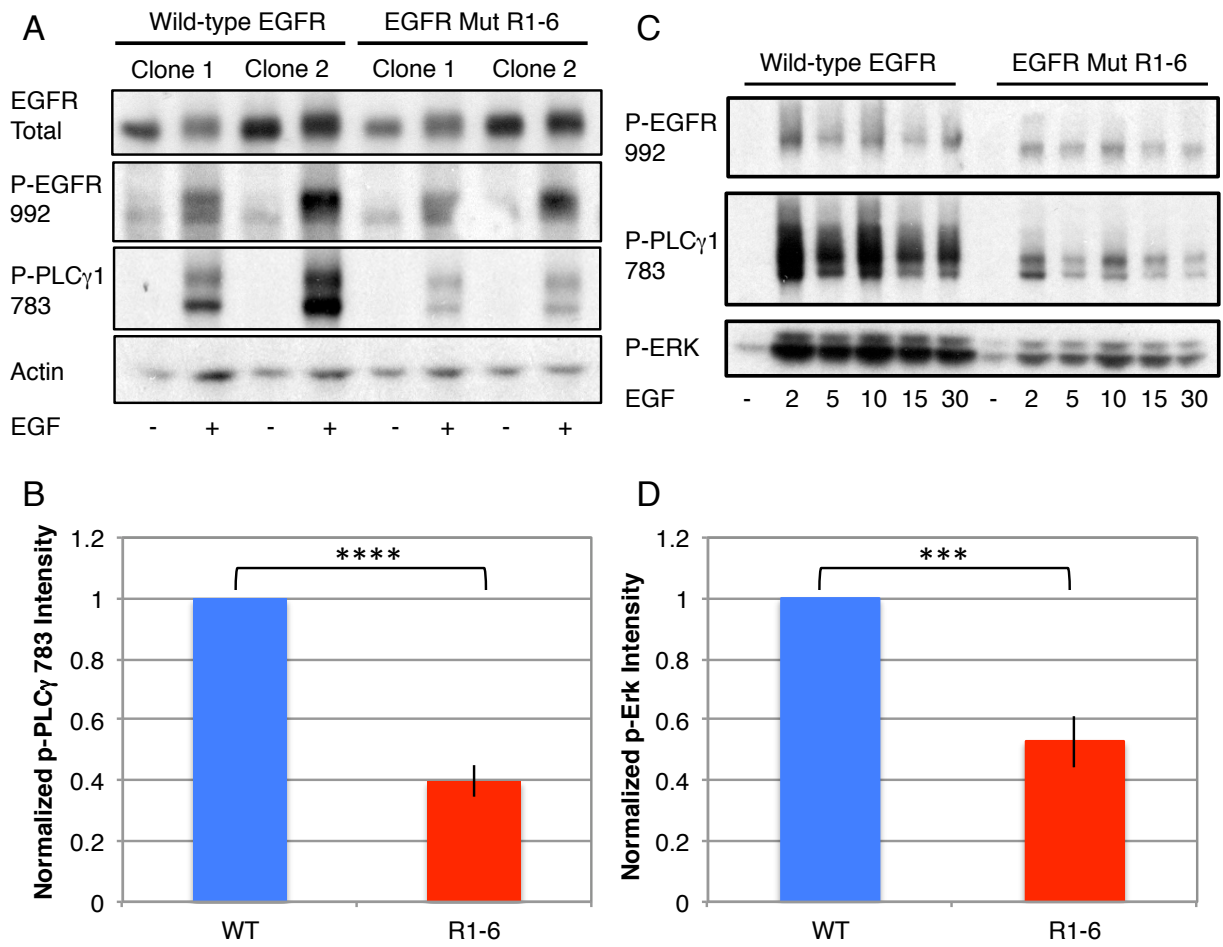 A
Wild-type EGFR EGFR Mut R1-6
Clone 1 Clone 2 Clone 1 Clone 2
EGFR
Total
P-EGFR
992
P-PLCγ1
783
Actin
EGF - + - + - + - +
C
Wild-type EGFR EGFR Mut R1-6
P-EGFR
992
P-PLCγ1
783
P-ERK
EGF - 2 5 10 15 30 - 2 5 10 15 30
B
Normalized p-PLCγ 783 Intensity
1.2
1
0.8
0.6
0.4
0.2
0
****
WT R1-6
D
Normalized p-Erk Intensity
1.2
1
0.8
0.6
0.4
0.2
0
***
WT R1-6